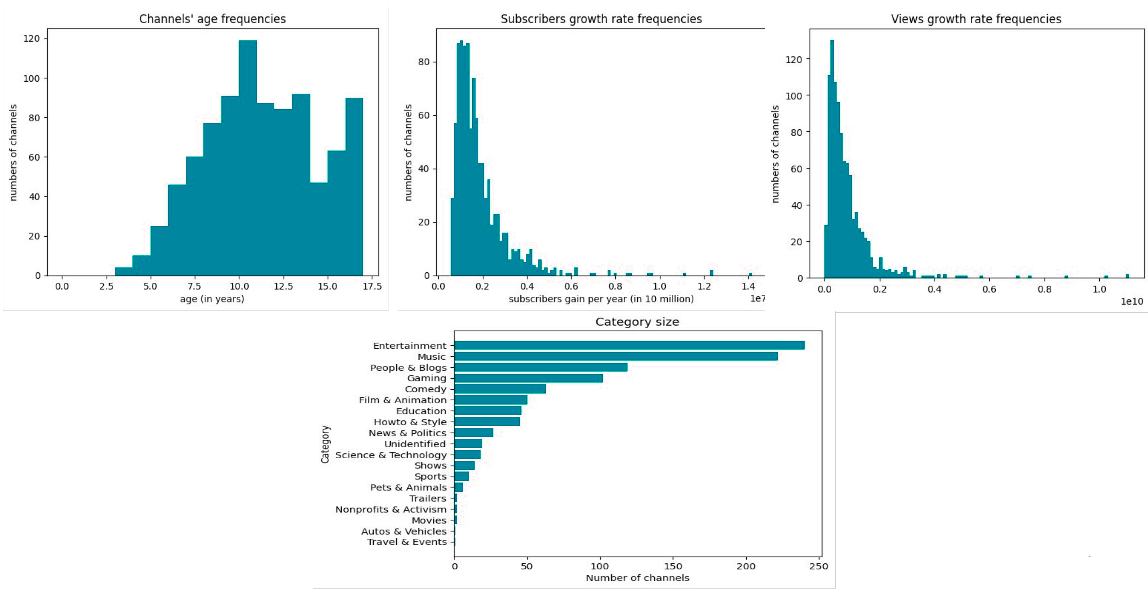 Channels' age frequencies
numbers of channels
120
100
80
60
40
20
0
0.0 2.5 5.0 7.5 10.0 12.5 15.0 17.5
age (in years)
Subscribers growth rate frequencies
numbers of channels
80
60
40
20
0
0.0 0.2 0.4 0.6 0.8 1.0 1.2 1.4
1e7
subscribers gain per year (in 10 million)
Views growth rate frequencies
numbers of channels
120
100
80
60
40
20
0
0.0 0.2 0.4 0.6 0.8 1.0
1e10
Category size
Category
Entertainment
Music
People & Blogs
Gaming
Comedy
Film & Animation
Education
Howto & Style
News & Politics
Unidentified
Science & Technology
Shows
Sports
Pets & Animals
Trailers
Nonprofits & Activism
Movies
Autos & Vehicles
Travel & Events
0 50 100 150 200 250
Number of channels